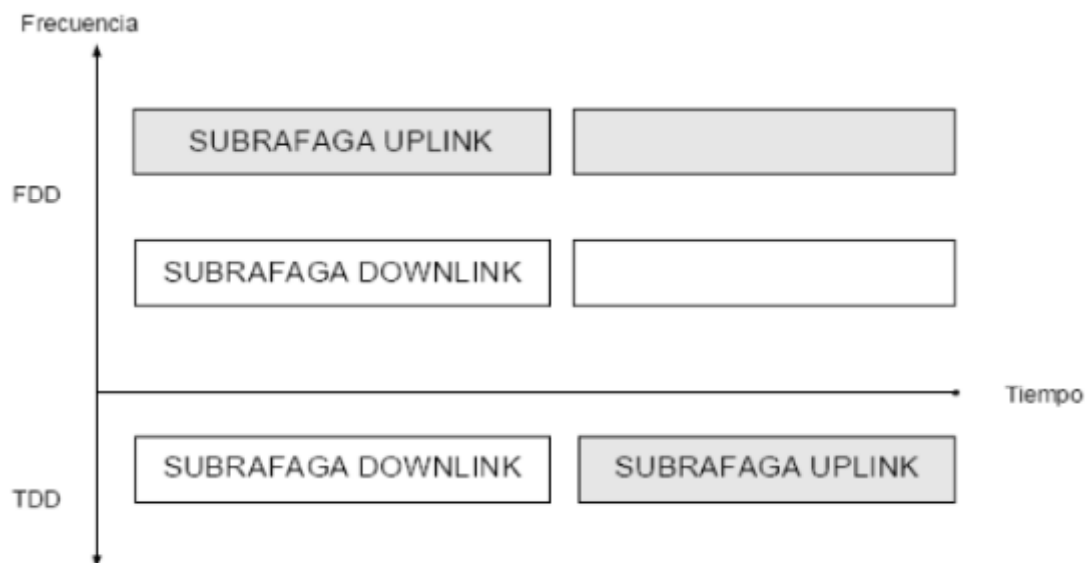 Frecuencia
SUBRAFAGA UPLINK
FDD
SUBRAFAGA DOWNLINK
Tiempo
SUBRAFAGA DOWNLINK
SUBRAFAGA UPLINK
TDD